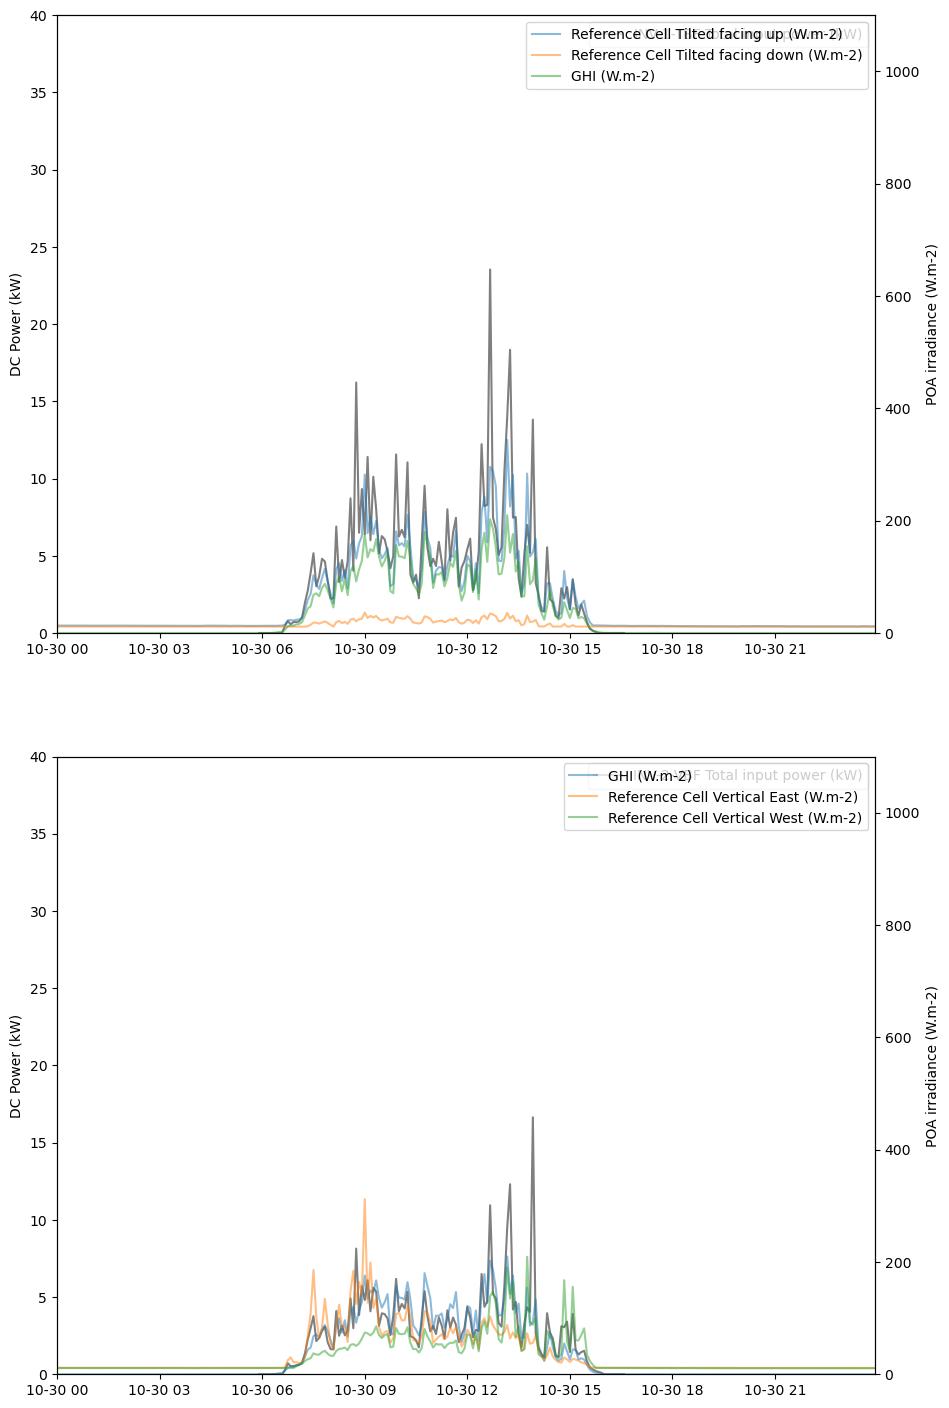 40
35
30
25
20
15
10
5
0
DC Power (kW)
Reference Cell Tilted facing up (W.m-2)
Reference Cell Tilted facing down (W.m-2)
GHI (W.m-2)
1000
800
600
400
200
0
POA irradiance (W.m-2)
10-30 00 10-30 03 10-30 06 10-30 09 10-30 12 10-30 15 10-30 18 10-30 21
40
35
30
25
20
15
10
5
0
DC Power (kW)
GHI (W.m-2) Total input power (kW)
Reference Cell Vertical East (W.m-2)
Reference Cell Vertical West (W.m-2)
1000
800
600
400
200
0
POA irradiance (W.m-2)
10-30 00 10-30 03 10-30 06 10-30 09 10-30 12 10-30 15 10-30 18 10-30 21